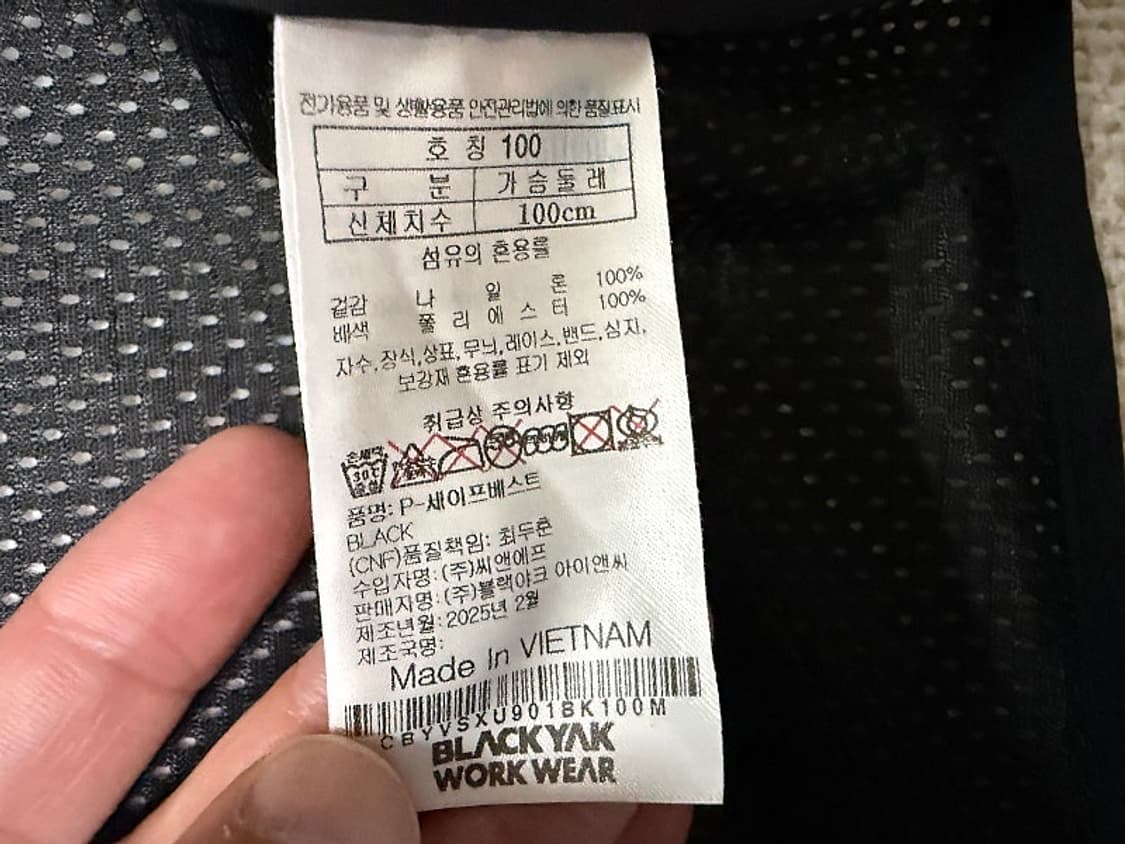 전기용품 및 생활용품 안전관리법에 의한 품질표시
호 칭 100
구 분 가슴둘레
신체치수 100cm
섬유의 혼용률
겉감 나 일 론 100%
배색 폴 리 에 스 터 100%
자수,장식,상표,무늬,레이스,밴드,심지,
보강재 혼용률 표기 제외
취급상 주의사항
손세탁
30℃
중성
품명: P-세이프베스트
BLACK
(CNF)품질책임: 최두훈
수입자명: (주)씨앤에프
판매자명: (주)블랙야크 아이앤씨
제조년월: 2025년 2월
제조국명:
Made In VIETNAM
CBYVSXU901BK100M
BLACKYAK
WORK WEAR